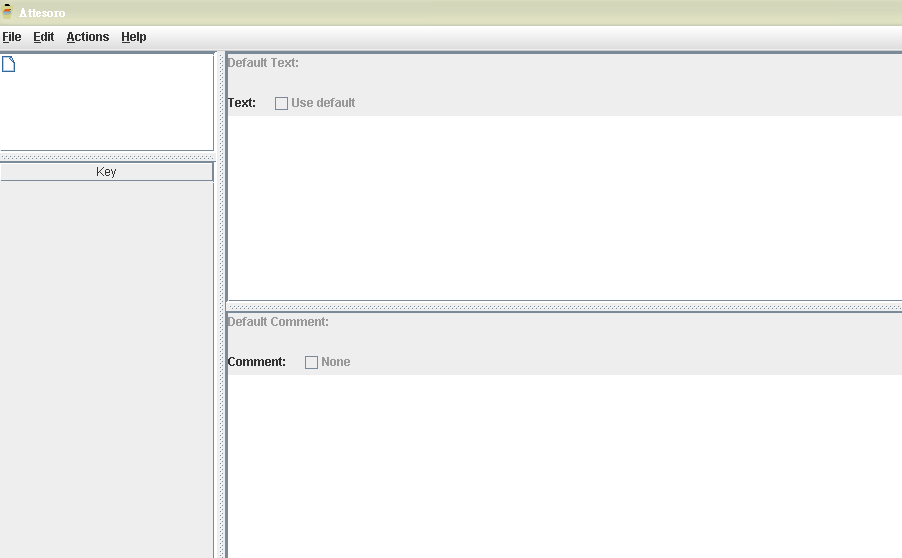 Attesoro
File Edit Actions Help
Key
Default Text:
Text: Use default
Default Comment:
Comment: None